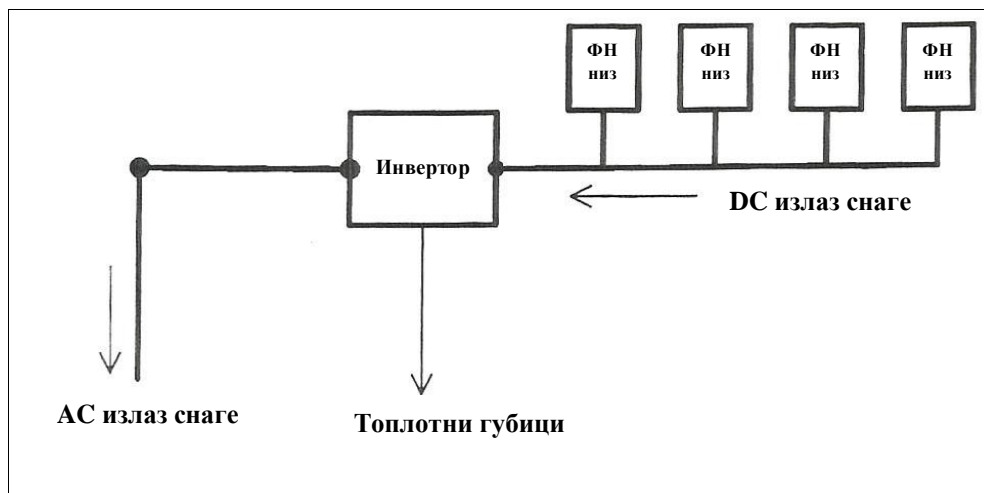 ФН
низ
ФН
низ
ФН
низ
ФН
низ
Инвертор
DC излаз снаге
AC излаз снаге
Топлотни губици